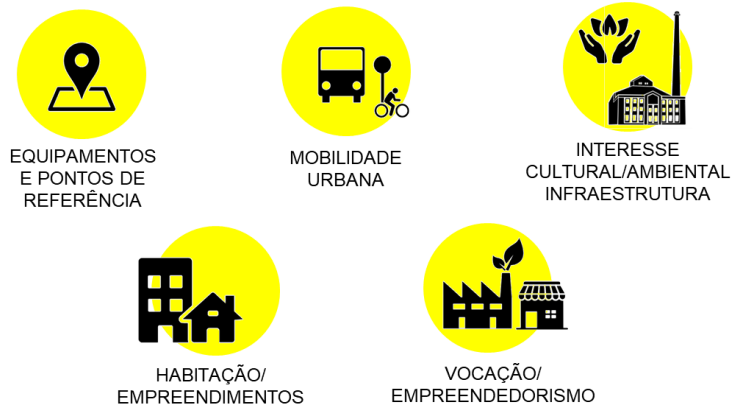 EQUIPAMENTOS
E PONTOS DE
REFERÊNCIA
MOBILIDADE
URBANA
INTERESSE
CULTURAL/AMBIENTAL
INFRAESTRUTURA
HABITAÇÃO/
EMPREENDIMENTOS
VOCAÇÃO/
EMPREENDEDORISMO